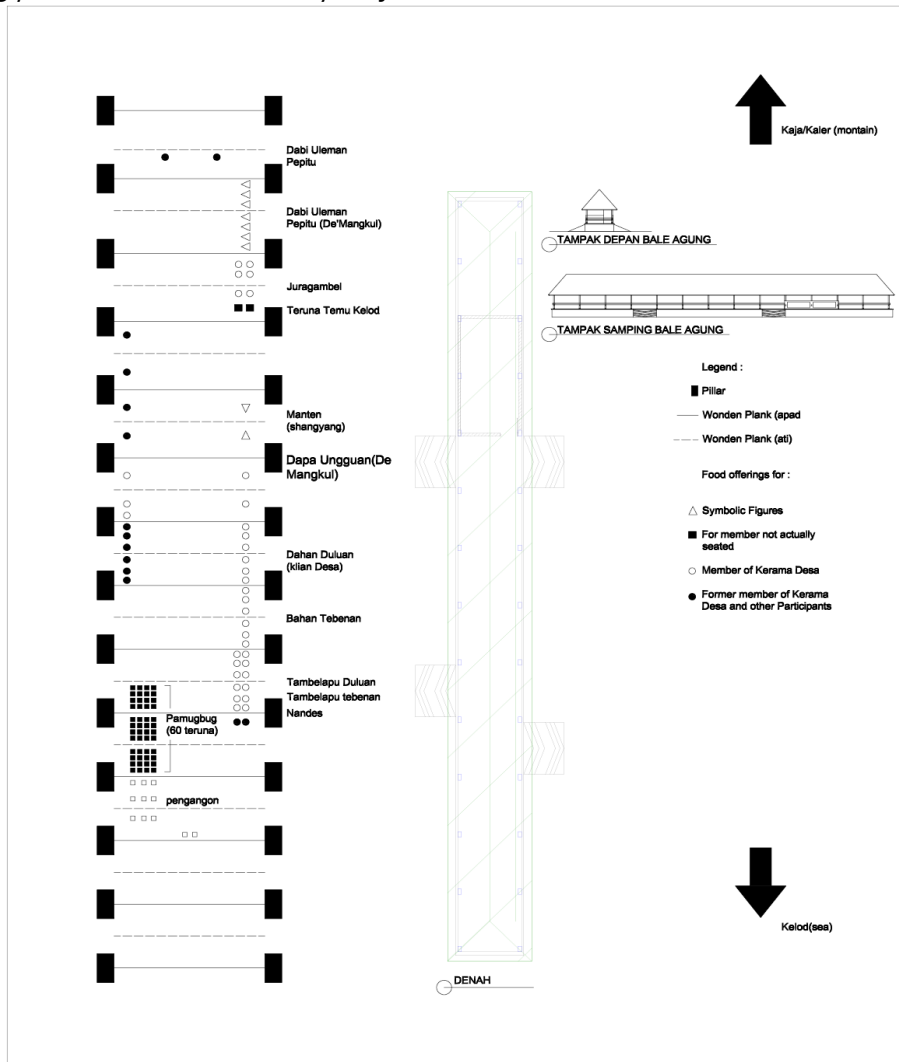 Dabi Uleman
Pepitu
Dabi Uleman
Pepitu (De'Mangkul)
Juragambel
Teruna Temu Kelod
Manten
(shangyang)
Dapa Ungguan(De
Mangkul)
Dahan Duluan
(klian Desa)
Bahan Tebenan
Tambelapu Duluan
Tambelapu tebenan
Nandes
Pamugbug
(60 teruna)
pengangon
DENAH
Kaja/Kaler (montain)
TAMPAK DEPAN BALE AGUNG
TAMPAK SAMPING BALE AGUNG
Legend :
Pillar
Wonden Plank (apad
Wonden Plank (ati)
Food offerings for :
Symbolic Figures
For member not actually
seated
Member of Kerama Desa
Former member of Kerama
Desa and other Participants
Kelod(sea)